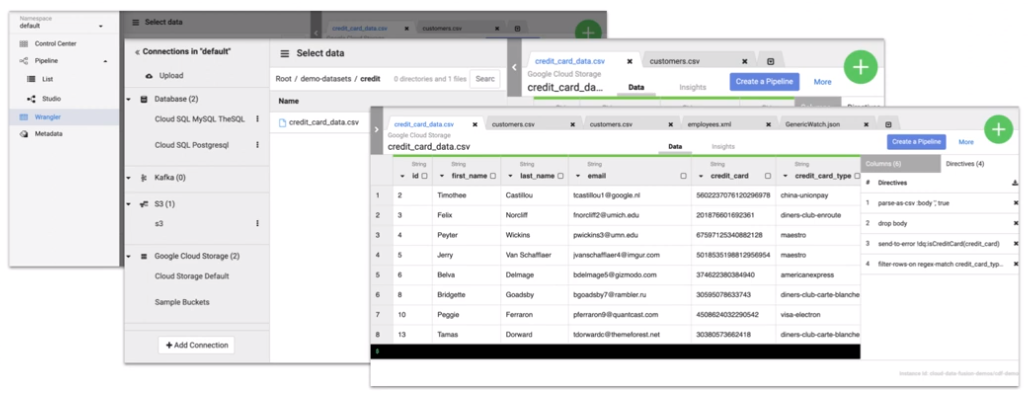 Namespace
default
Control Center
Pipeline
List
Studio
Wrangler
Metadata
Select data
credit_card_data.csv
customers.csv
« Connections in "default"
Upload
Database (2)
Cloud SQL MySQL TheSQL
Cloud SQL Postgresql
Kafka (0)
S3 (1)
s3
Google Cloud Storage (2)
Cloud Storage Default
Sample Buckets
+ Add Connection
Select data
Root / demo-datasets / credit 0 directories and 1 files Searc
Name
credit_card_data.csv
credit_card_data.csv × customers.csv ×
Google Cloud Storage
credit_card_da... Data Insights Create a Pipeline More
credit_card_data.csv × customers.csv × customers.csv × employees.xml × GenericWatch.json ×
Google Cloud Storage
credit_card_data.csv Data Insights Create a Pipeline More
String String String String String String
id first_name last_name email credit_card credit_card_type
1 2 Timothee Castillou tcastillou1@google.nl 5602237076120296978 china-unionpay
2 3 Felix Norcliff fnorcliff2@umich.edu 201876601692361 diners-club-enroute
3 4 Peyter Wickins pwickins3@umn.edu 67597125340882128 maestro
4 5 Jerry Van Schafflaer jvanschafflaer4@imgur.com 5018535198812956954 maestro
5 6 Belva Delmage bdelmage5@gizmodo.com 374622380384940 americanexpress
6 8 Bridgette Goadsby bgoadsby7@rambler.ru 30595078633743 diners-club-carte-blanche
7 10 Peggie Ferraron pferraron9@quantcast.com 4508624032290542 visa-electron
8 13 Tamas Dorward tdorwardc@themeforest.net 30380573662418 diners-club-carte-blanche
$
Columns (6) Directives (4)
# Directives
1 parse-as-csv :body ',' true
2 drop body
3 send-to-error !dq:isCreditCard(credit_card)
4 filter-rows-on regex-match credit_card_typ...